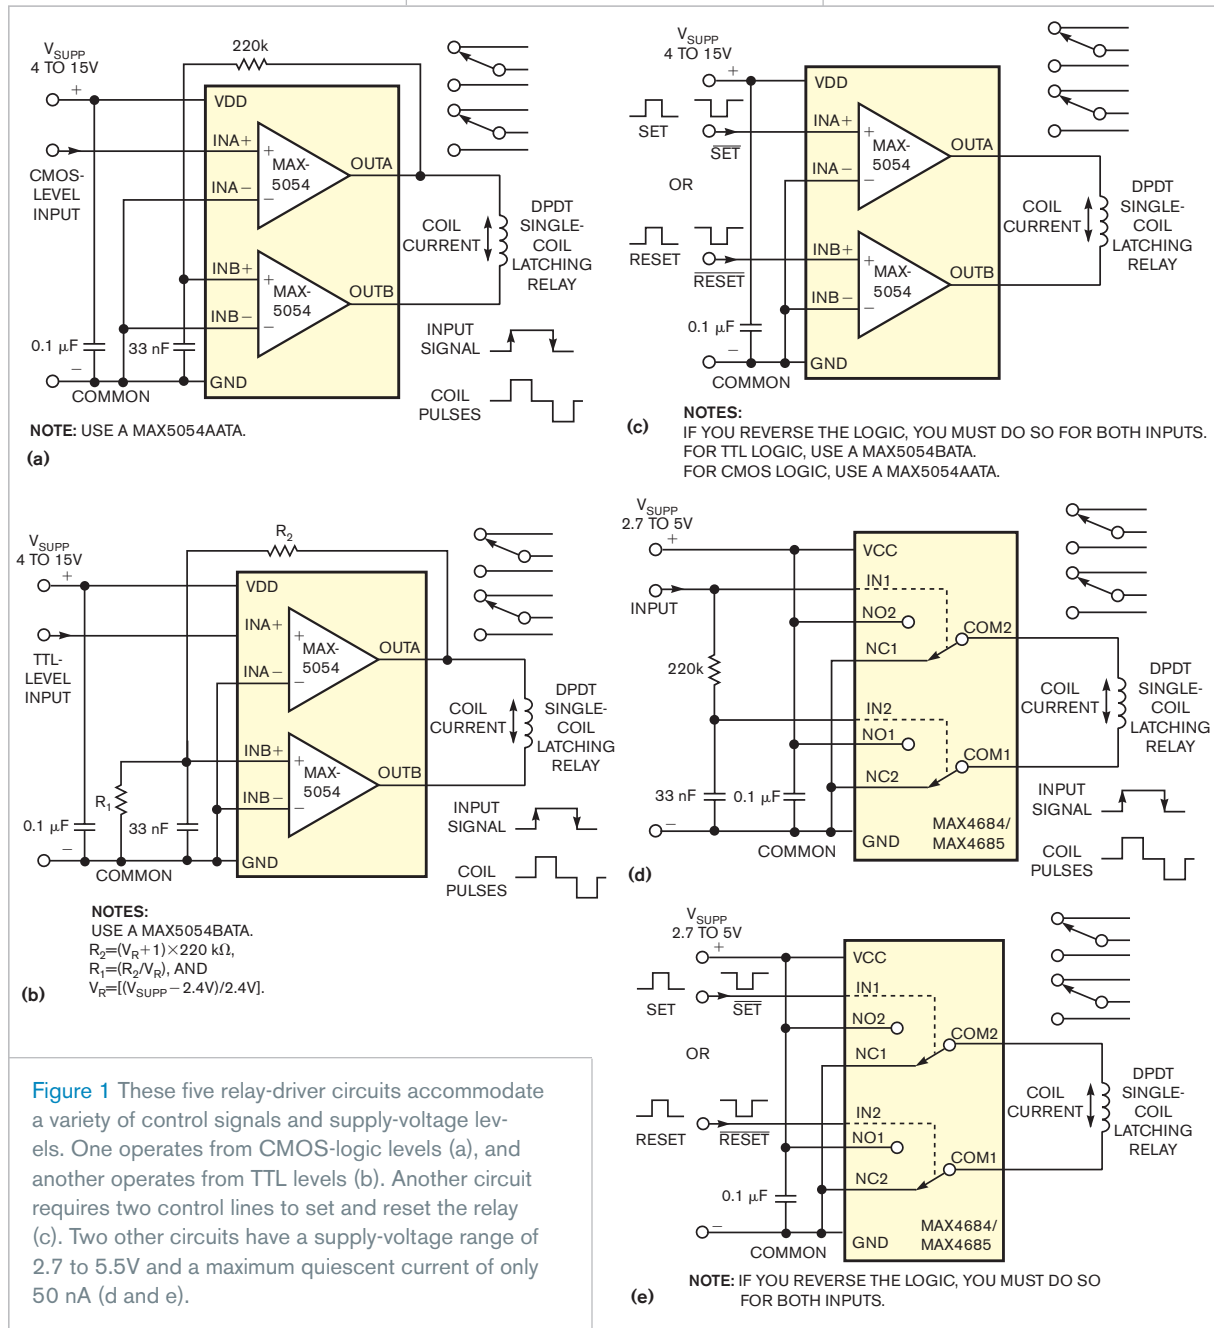 V_SUPP
4 TO 15V
+
220k
VDD
INA+
+
MAX-
5054
OUTA
CMOS-
LEVEL
INPUT
INA−
−
COIL
CURRENT
DPDT
SINGLE-
COIL
LATCHING
RELAY
INB+
+
MAX-
5054
OUTB
INB−
−
INPUT
SIGNAL
0.1 µF
33 nF
−
GND
COMMON
COIL
PULSES
NOTE: USE A MAX5054AATA.
(a)
V_SUPP
4 TO 15V
+
R2
VDD
INA+
+
MAX-
5054
OUTA
TTL-
LEVEL
INPUT
INA−
−
COIL
CURRENT
DPDT
SINGLE-
COIL
LATCHING
RELAY
INB+
+
MAX-
5054
OUTB
R1
INB−
−
INPUT
SIGNAL
0.1 µF
33 nF
−
GND
COMMON
COIL
PULSES
NOTES:
USE A MAX5054BATA.
R2=(VR+1)×220 kΩ,
R1=(R2/VR), AND
VR=[(V_SUPP−2.4V)/2.4V].
(b)
V_SUPP
4 TO 15V
+
VDD
SET
SET
INA+
+
MAX-
5054
OUTA
OR
INA−
−
COIL
CURRENT
DPDT
SINGLE-
COIL
LATCHING
RELAY
RESET
RESET
INB+
+
MAX-
5054
OUTB
INB−
−
0.1 µF
−
GND
COMMON
(c)
NOTES:
IF YOU REVERSE THE LOGIC, YOU MUST DO SO FOR BOTH INPUTS.
FOR TTL LOGIC, USE A MAX5054BATA.
FOR CMOS LOGIC, USE A MAX5054AATA.
V_SUPP
2.7 TO 5V
+
VCC
IN1
INPUT
NO2
COM2
NC1
220k
COIL
CURRENT
DPDT
SINGLE-
COIL
LATCHING
RELAY
IN2
NO1
COM1
NC2
33 nF
0.1 µF
INPUT
SIGNAL
−
GND
MAX4684/
MAX4685
COMMON
COIL
PULSES
(d)
V_SUPP
2.7 TO 5V
+
VCC
SET
SET
IN1
NO2
COM2
OR
NC1
COIL
CURRENT
DPDT
SINGLE-
COIL
LATCHING
RELAY
RESET
RESET
IN2
NO1
COM1
NC2
0.1 µF
−
GND
MAX4684/
MAX4685
COMMON
(e)
NOTE: IF YOU REVERSE THE LOGIC, YOU MUST DO SO
FOR BOTH INPUTS.
Figure 1 These five relay-driver circuits accommodate
a variety of control signals and supply-voltage lev-
els. One operates from CMOS-logic levels (a), and
another operates from TTL levels (b). Another circuit
requires two control lines to set and reset the relay
(c). Two other circuits have a supply-voltage range of
2.7 to 5.5V and a maximum quiescent current of only
50 nA (d and e).